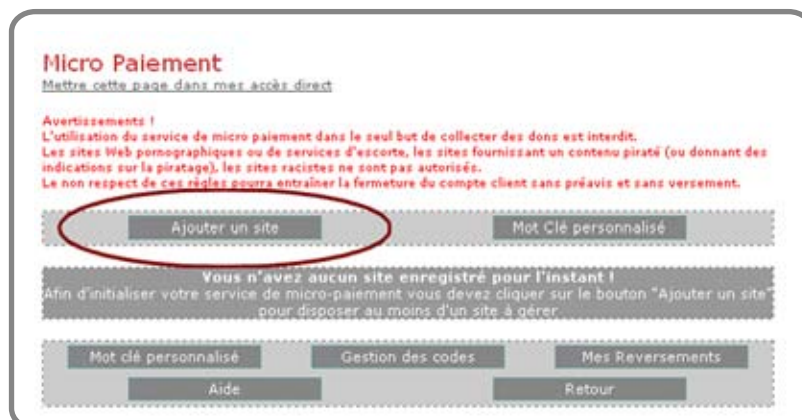 Micro Paiement
Mettre cette page dans mes accès direct
Avertissements !
L'utilisation du service de micro paiement dans le seul but de collecter des dons est interdit.
Les sites Web pornographiques ou de services d'escorte, les sites fournissant un contenu piraté (ou donnant des
indications sur la piratage), les sites racistes ne sont pas autorisés.
Le non respect de ces règles pourra entraîner la fermeture du compte client sans préavis et sans versement.
Ajouter un site
Mot Clé personnalisé
Vous n'avez aucun site enregistré pour l'instant !
Afin d'initialiser votre service de micro-paiement vous devez cliquer sur le bouton "Ajouter un site"
pour disposer au moins d'un site à gérer
Mot clé personnalisé
Gestion des codes
Mes Reversements
Aide
Retour